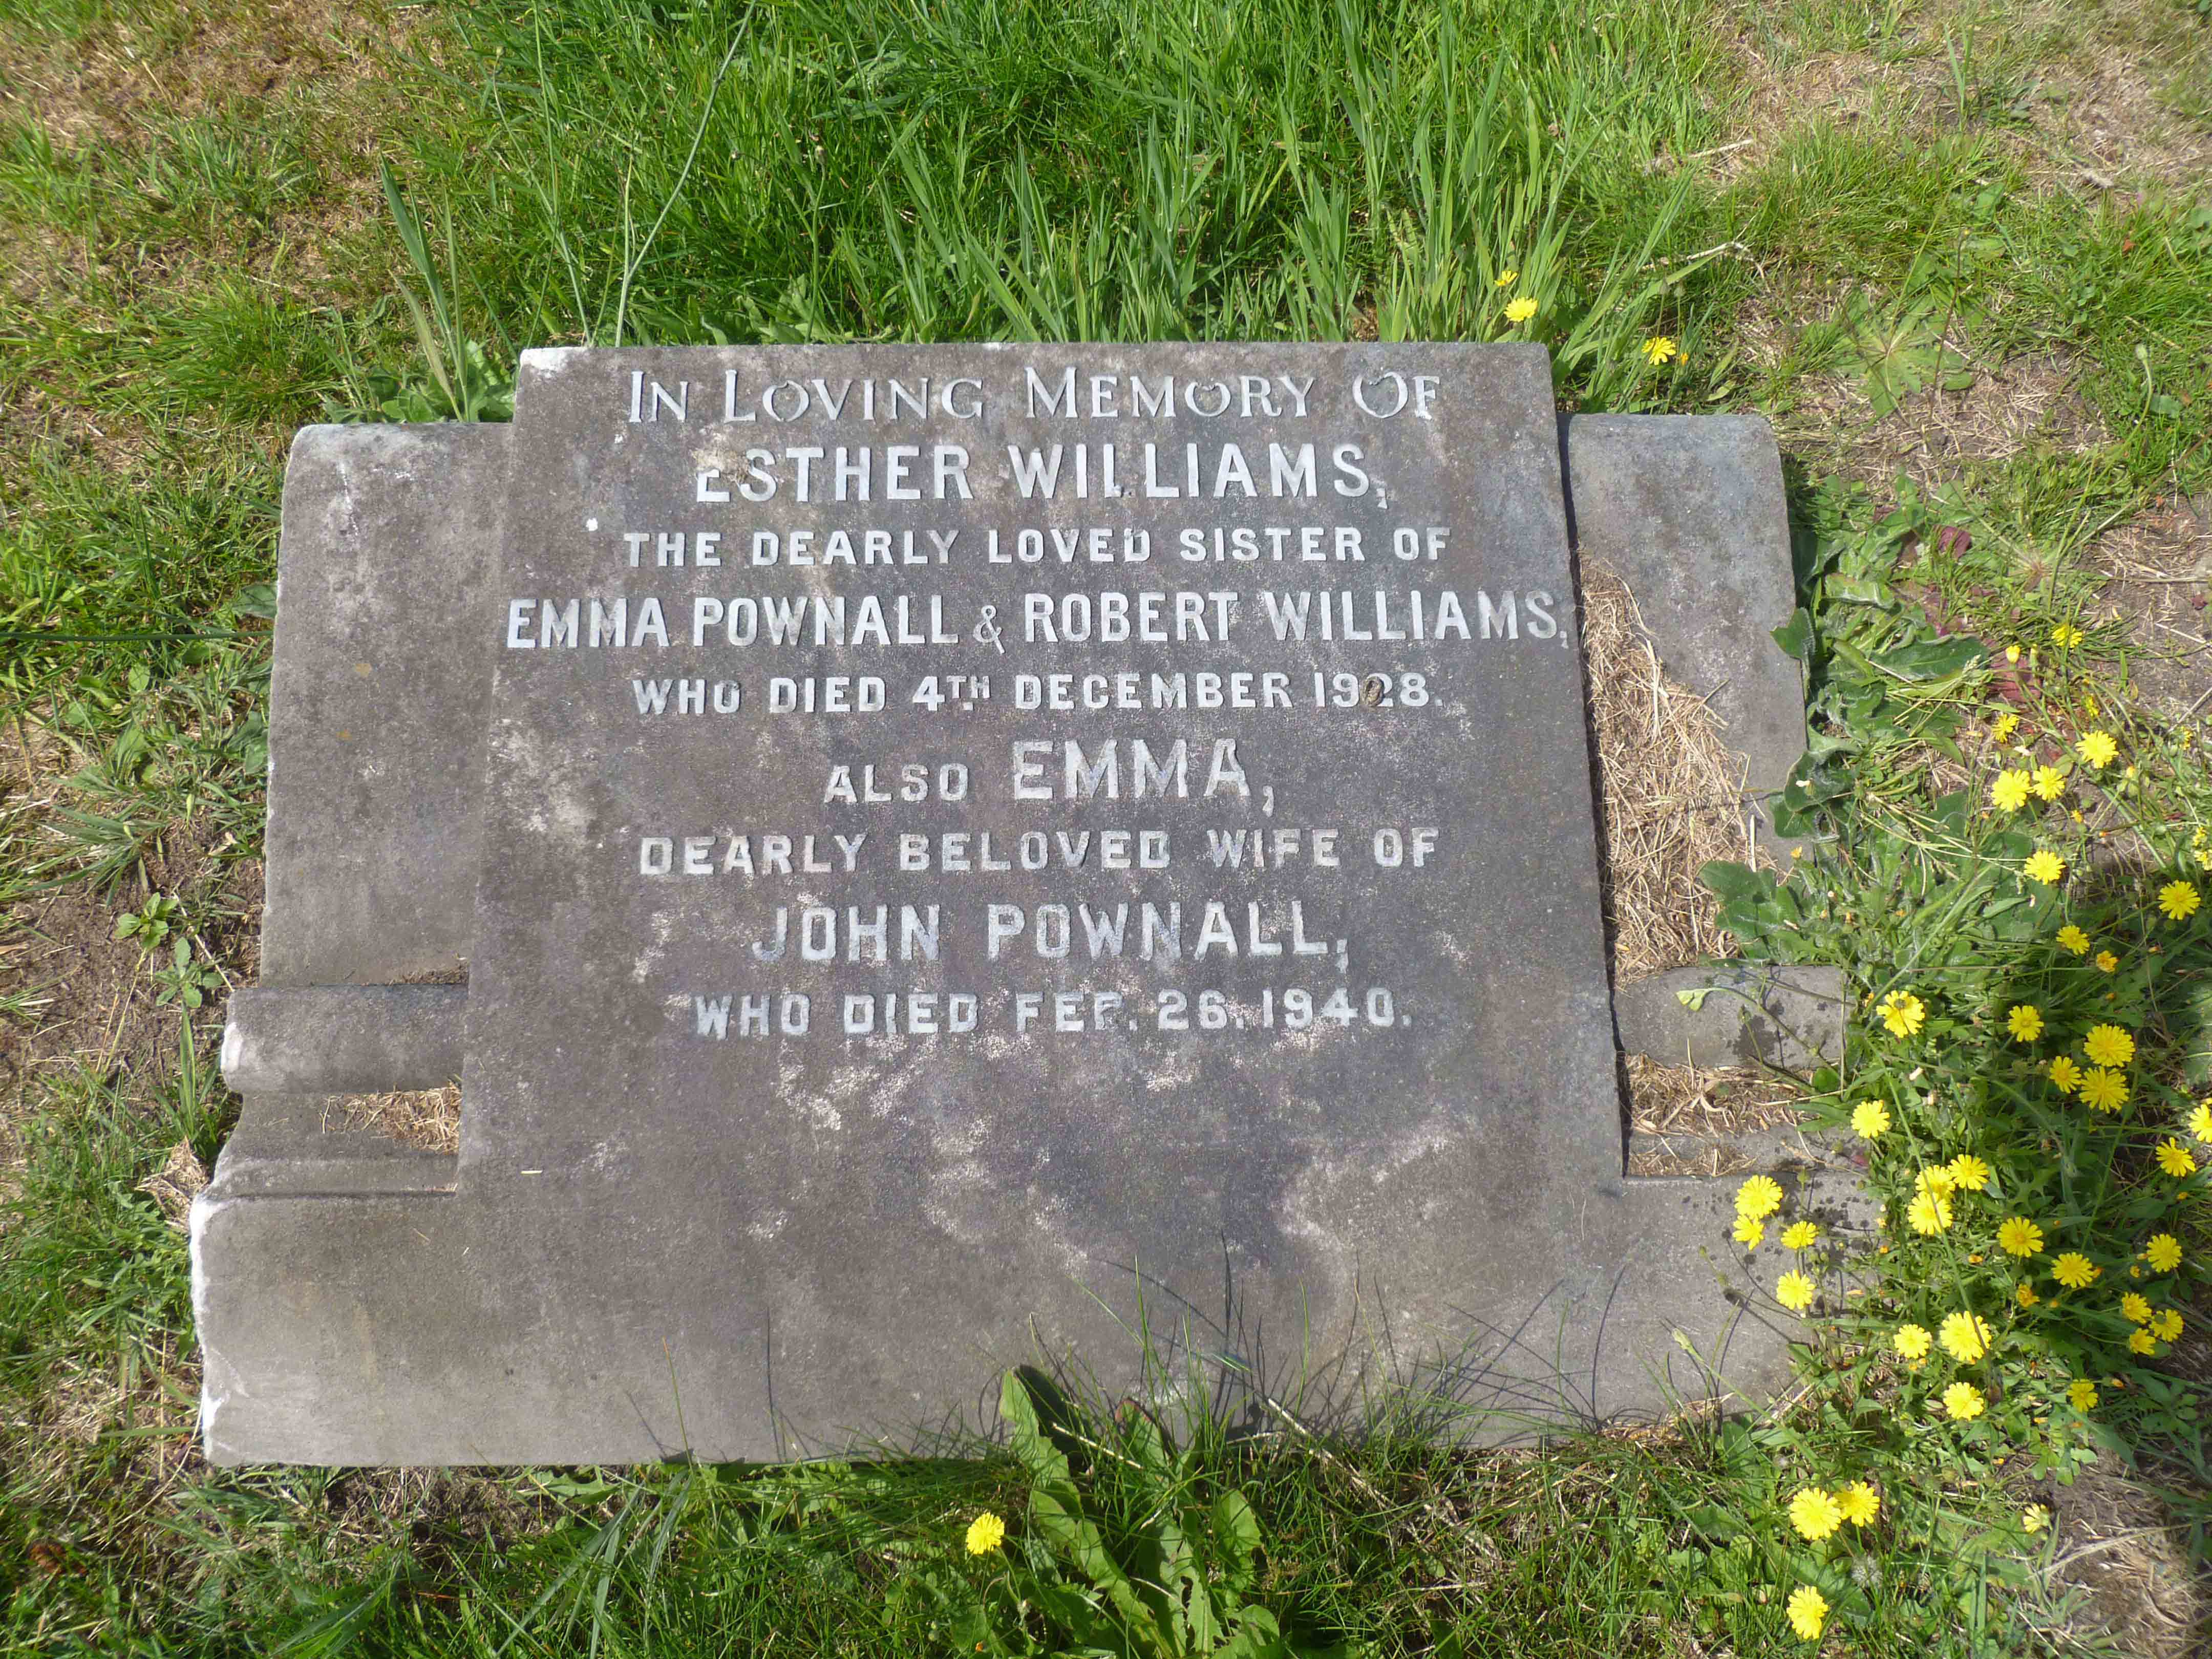 In Loving Memory Of
ESTHER WILLIAMS,
THE DEARLY LOVED SISTER OF
EMMA POWNALL & ROBERT WILLIAMS,
WHO DIED 4TH DECEMBER 1928.
ALSO EMMA,
DEARLY BELOVED WIFE OF
JOHN POWNALL,
WHO DIED FEB. 26. 1940.